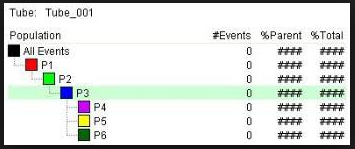 Tube: Tube_001
Population #Events %Parent %Total
All Events 0 #### ####
P1 0 #### ####
P2 0 #### ####
P3 0 #### ####
P4 0 #### ####
P5 0 #### ####
P6 0 #### ####